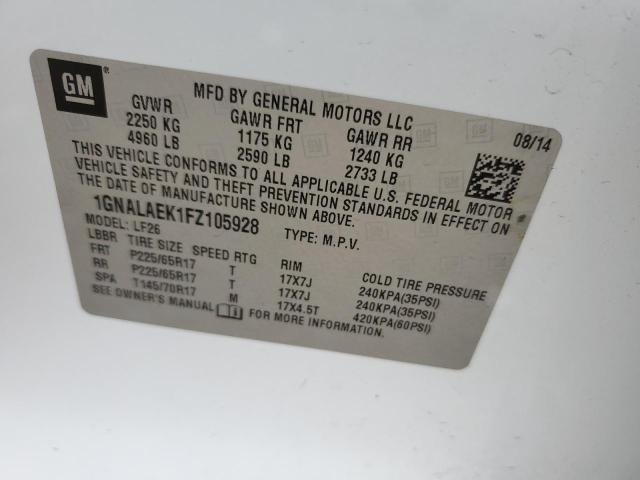 GM
MFD BY GENERAL MOTORS LLC
GVWR GAWR FRT GAWR RR 08/14
2250 KG 1175 KG 1240 KG
4960 LB 2590 LB 2733 LB
THIS VEHICLE CONFORMS TO ALL APPLICABLE U.S. FEDERAL MOTOR
VEHICLE SAFETY AND THEFT PREVENTION STANDARDS IN EFFECT ON
THE DATE OF MANUFACTURE SHOWN ABOVE.
1GNALAEK1FZ105928 TYPE: M.P.V.
MODEL: LF26
LBBR TIRE SIZE SPEED RTG RIM COLD TIRE PRESSURE
FRT P225/65R17 T 17X7J 240KPA(35PSI)
RR P225/65R17 T 17X7J 240KPA(35PSI)
SPA T145/70R17 M 17X4.5T 420KPA(60PSI)
SEE OWNER'S MANUAL FOR MORE INFORMATION.